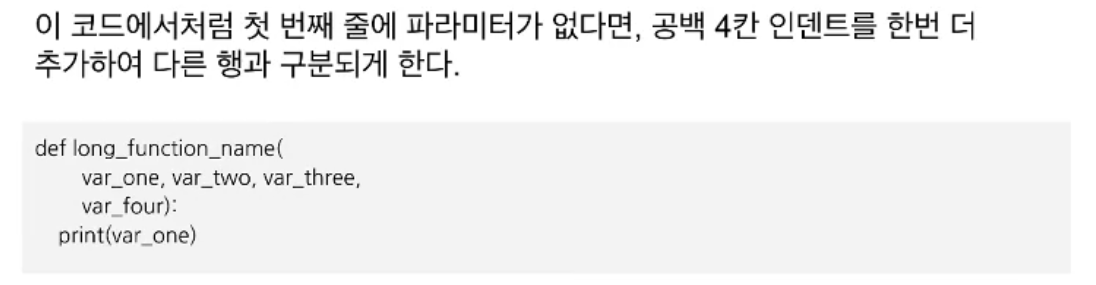 이 코드에서처럼 첫 번째 줄에 파라미터가 없다면, 공백 4칸 인덴트를 한번 더
추가하여 다른 행과 구분되게 한다.
def long_function_name(
        var_one, var_two, var_three,
        var_four):
    print(var_one)